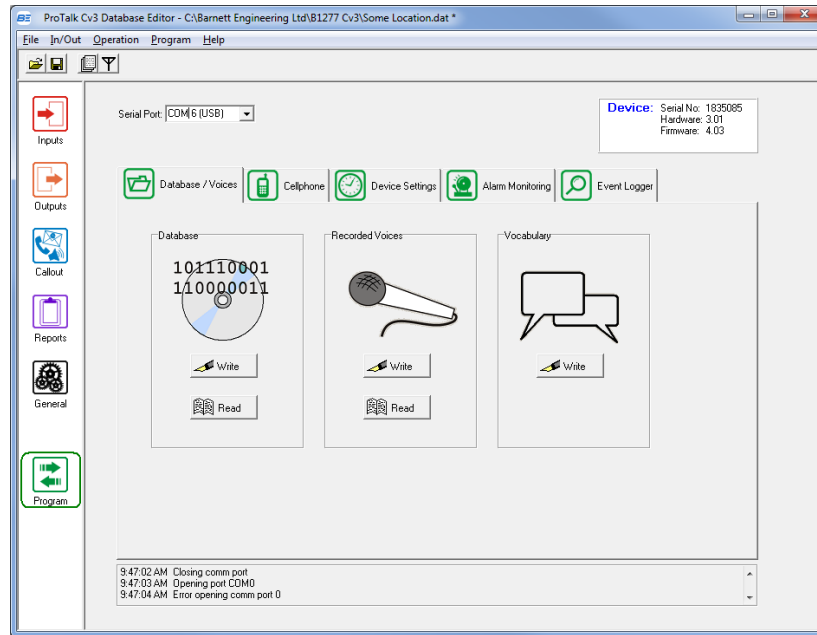 BE ProTalk Cv3 Database Editor - C:\Barnett Engineering Ltd\B1277 Cv3\Some Location.dat *
File In/Out Operation Program Help
Serial Port: COM 6 (USB)
Device: Serial No: 1835085
Hardware: 3.01
Firmware: 4.03
Inputs
Outputs
Callout
Reports
General
Program
Database / Voices Cellphone Device Settings Alarm Monitoring Event Logger
Database Recorded Voices Vocabulary
101110001
110000011
Write Write Write
Read Read
9:47:02 AM Closing comm port
9:47:03 AM Opening port COM0
9:47:04 AM Error opening comm port 0